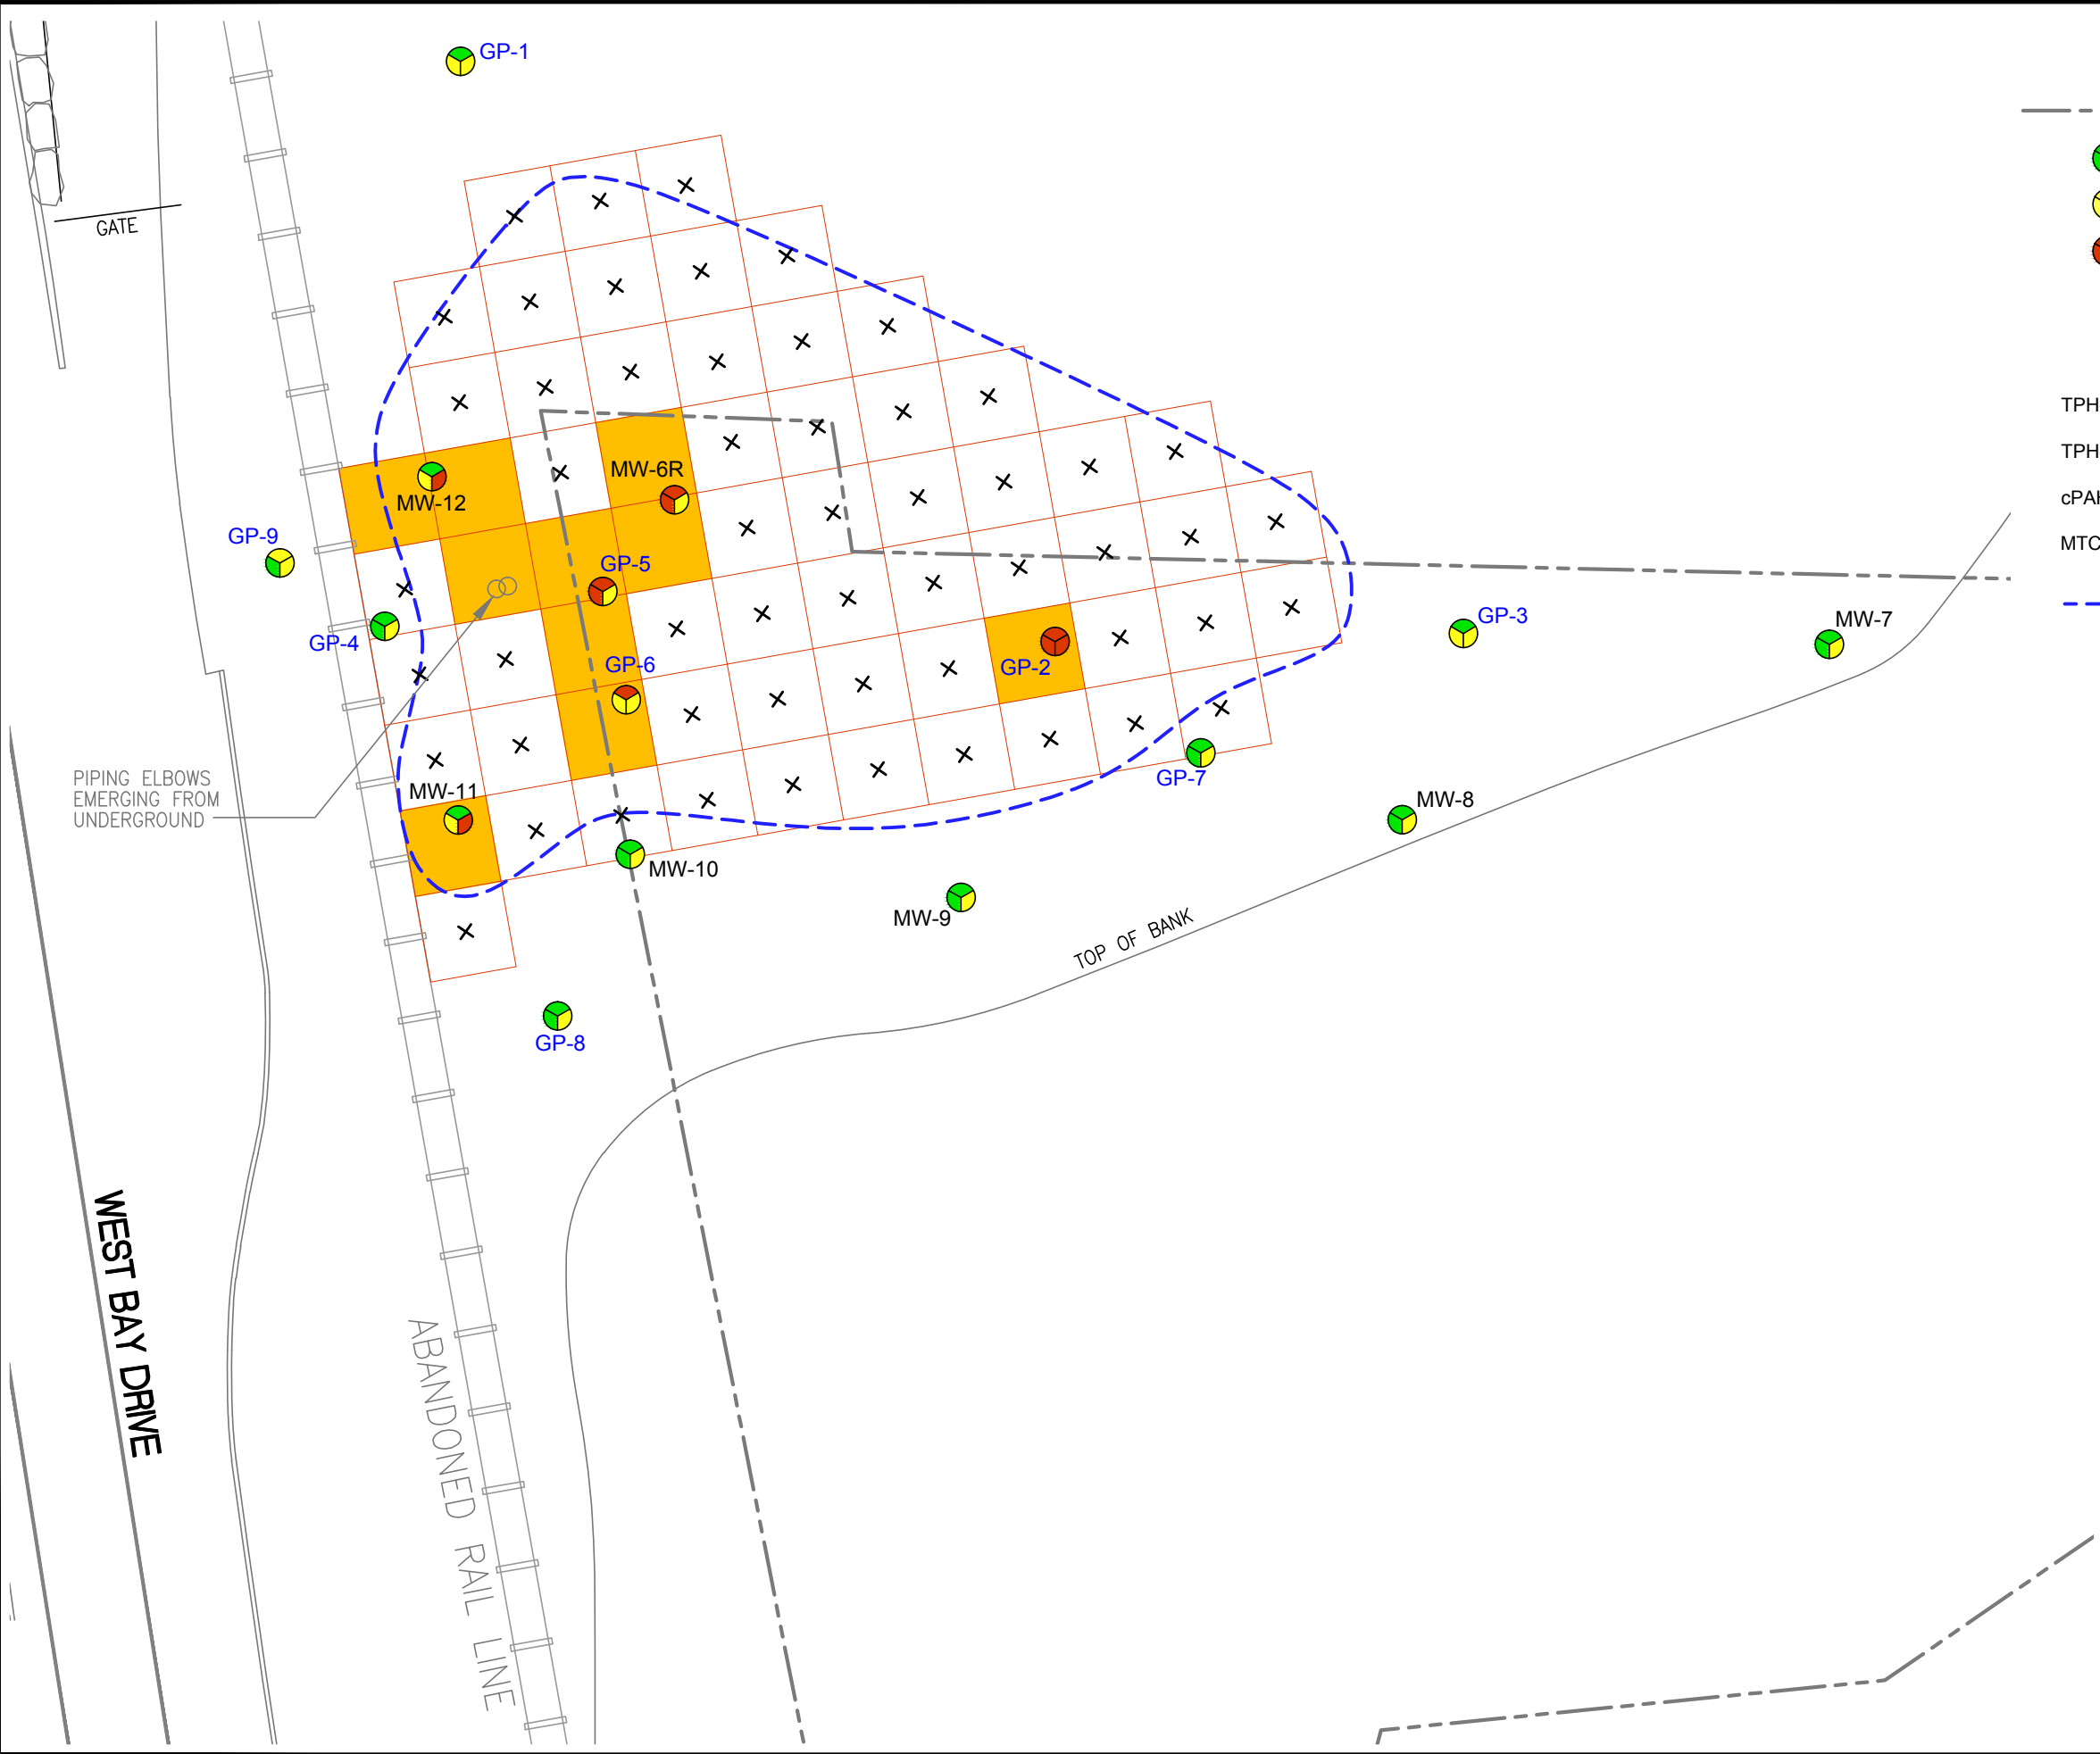 GP-1
GATE
TPH
TPH
cPAH
MTC
MW-6R
MW-12
GP-9
GP-5
GP-4
GP-6
GP-2
GP-3
MW-7
PIPING ELBOWS
EMERGING FROM
UNDERGROUND
MW-11
GP-7
MW-8
MW-10
MW-9
TOP OF BANK
GP-8
WEST BAY DRIVE
ABANDONED RAIL LINE